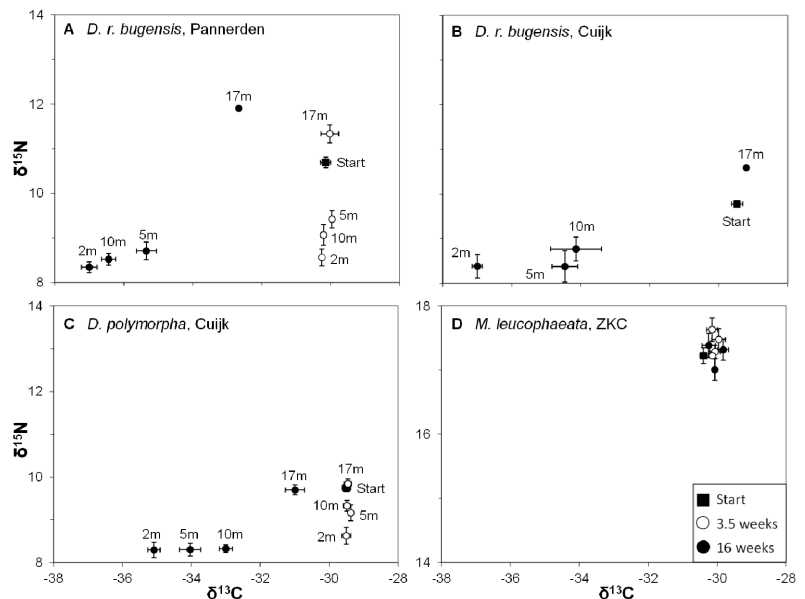 14
A D. r. bugensis, Pannerden
B D. r. bugensis, Cuijk
12
17m
17m
17m
Start
Start
δ15N
10
5m
10m
2m
5m
10m
2m
10m
2m
5m
8
14
C D. polymorpha, Cuijk
18
D M. leucophaeata, ZKC
12
16
δ15N
10
17m
17m
Start
10m
5m
2m
2m
5m
10m
8
Start
3.5 weeks
16 weeks
14
-38
-36
-34
-32
-30
-28
-38
-36
-34
-32
-30
-28
δ13C
δ13C